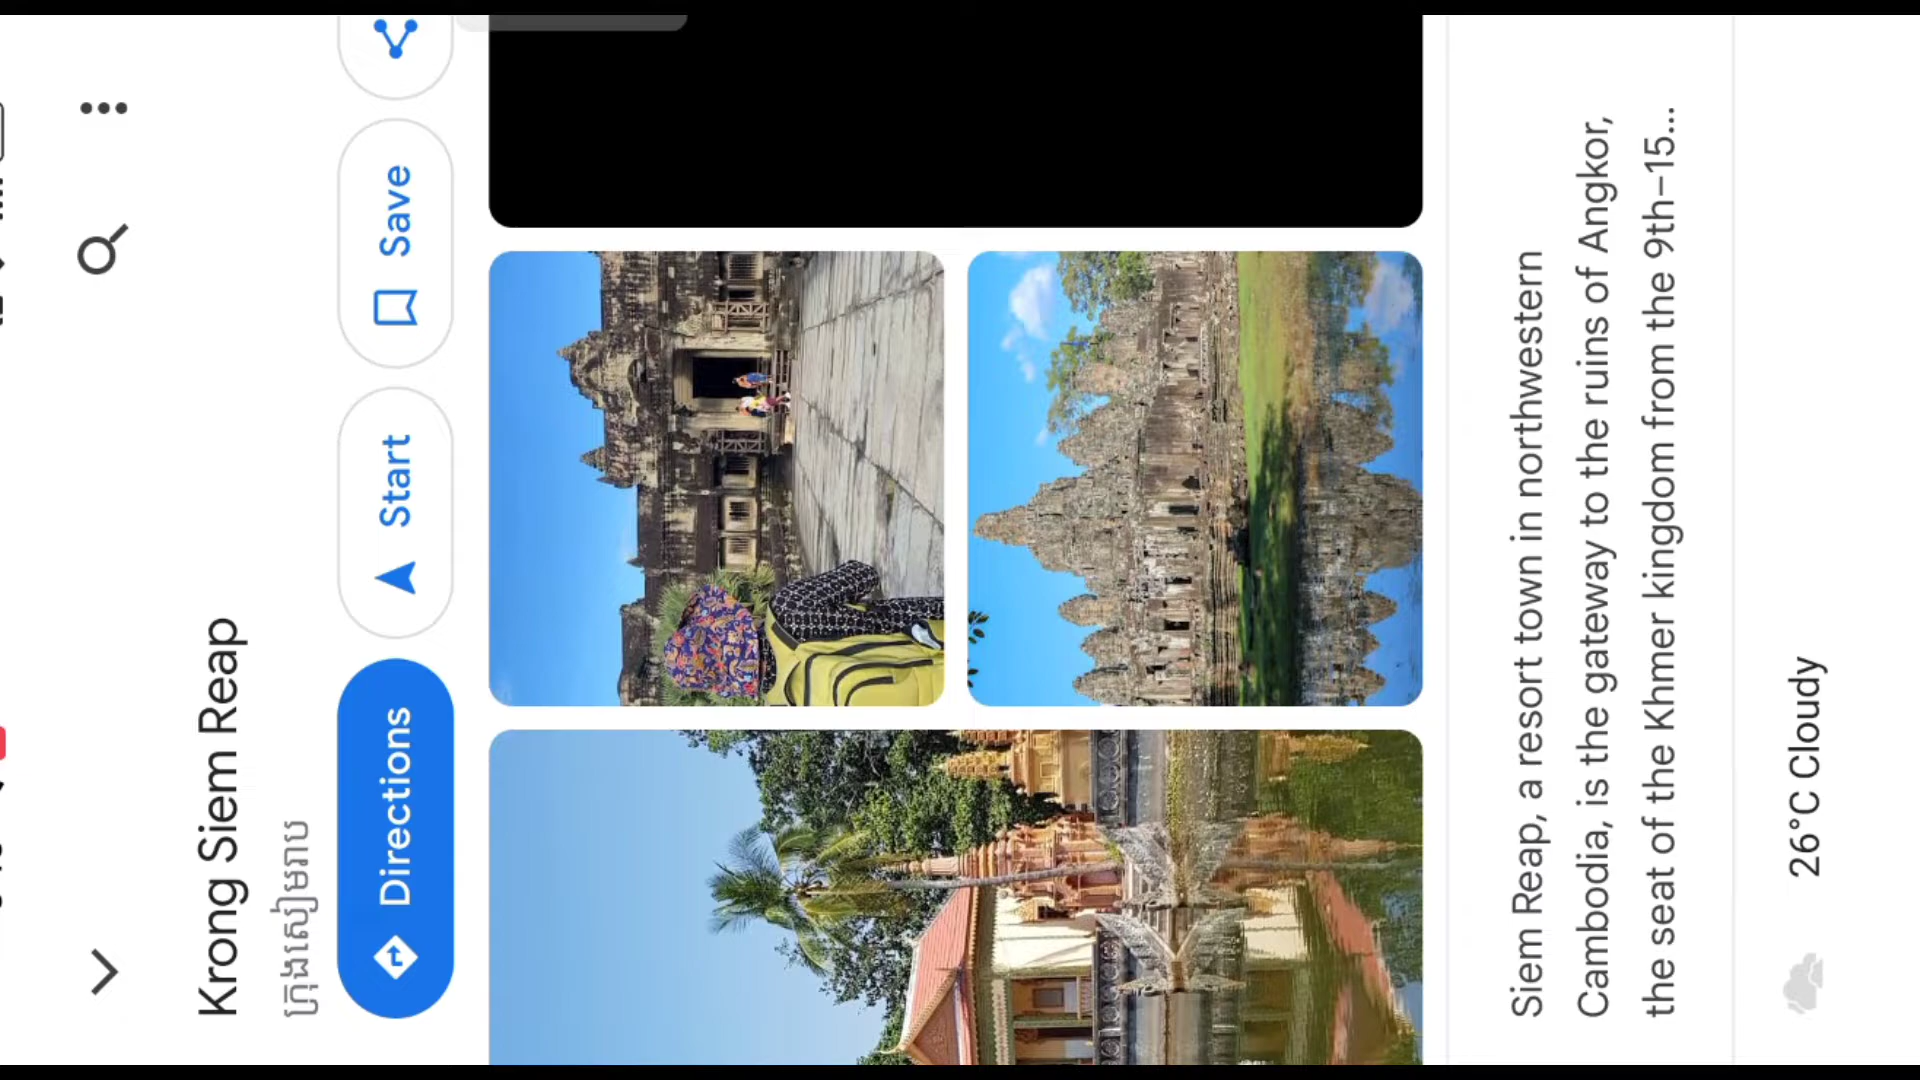 Krong Siem Reap
ក្រុងសៀមរាប
Directions
Start
Save
Siem Reap, a resort town in northwestern
Cambodia, is the gateway to the ruins of Angkor,
the seat of the Khmer kingdom from the 9th–15...
26°C Cloudy